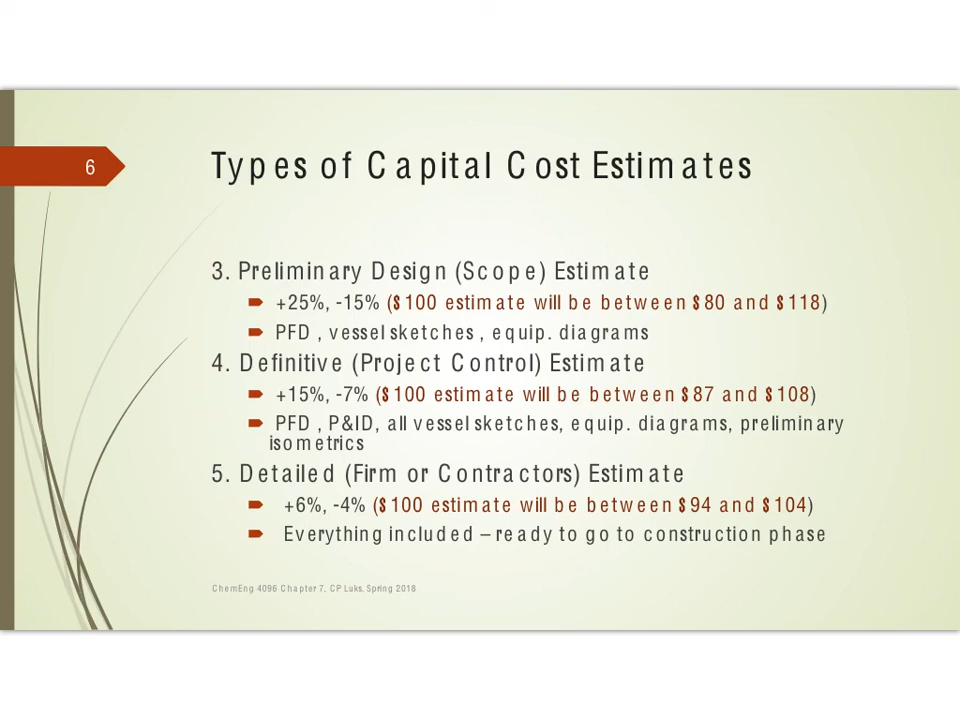 6
Types of Capital Cost Estimates
3. Preliminary Design (Scope) Estimate
+25%, -15% ($100 estimate will be between $80 and $118)
PFD , vessel sketches , equip. diagrams
4. Definitive (Project Control) Estimate
+15%, -7% ($100 estimate will be between $87 and $108)
PFD , P&ID, all vessel sketches, equip. diagrams, preliminary
isometrics
5. Detailed (Firm or Contractors) Estimate
+6%, -4% ($100 estimate will be between $94 and $104)
Everything included – ready to go to construction phase
ChemEng 4096 Chapter 7, CP Luks, Spring 2018